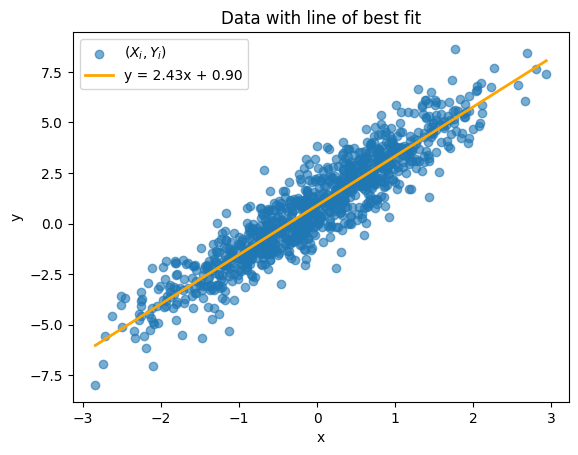 Data with line of best fit
(X_i, Y_i)
y = 2.43x + 0.90
7.5
5.0
2.5
0.0
−2.5
−5.0
−7.5
y
−3 −2 −1 0 1 2 3
x